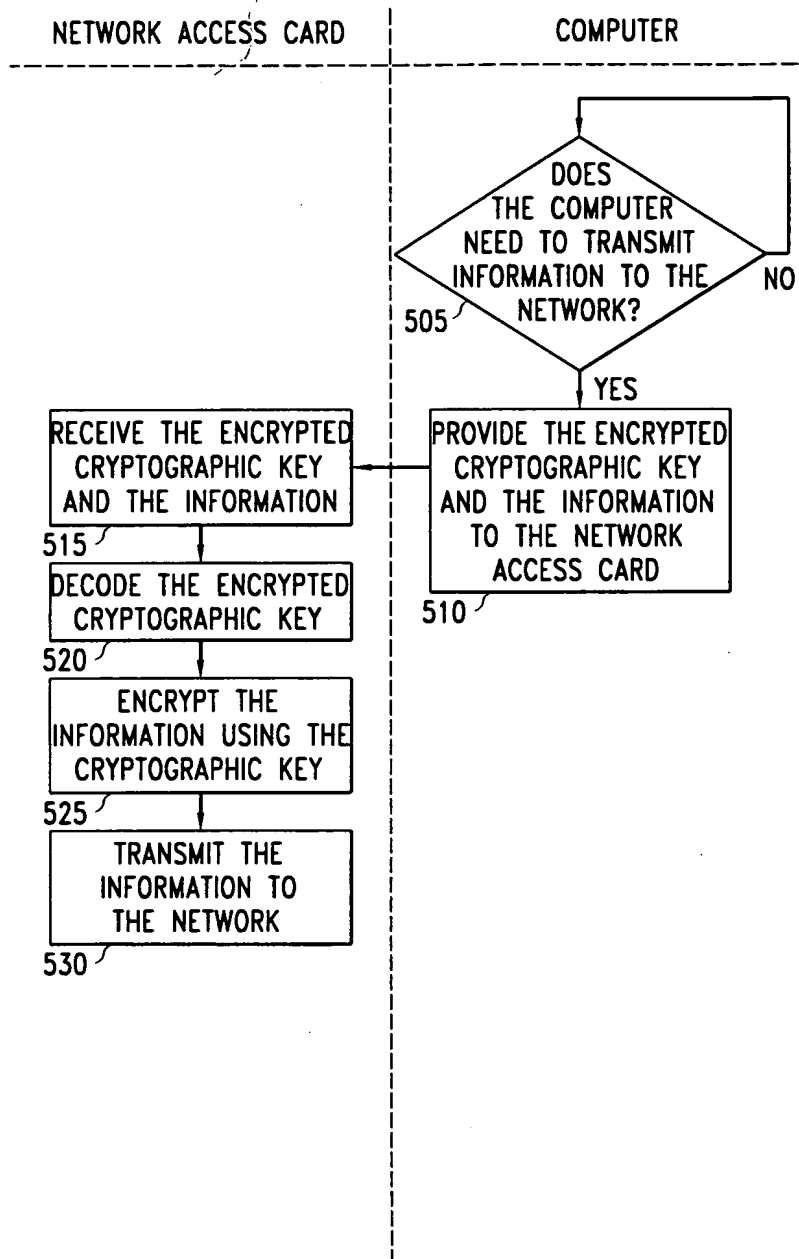 NETWORK ACCESS CARD
COMPUTER
DOES
THE COMPUTER
NEED TO TRANSMIT
INFORMATION TO THE
NETWORK?
NO
505
YES
PROVIDE THE ENCRYPTED
CRYPTOGRAPHIC KEY
AND THE INFORMATION
TO THE NETWORK
ACCESS CARD
510
RECEIVE THE ENCRYPTED
CRYPTOGRAPHIC KEY
AND THE INFORMATION
515
DECODE THE ENCRYPTED
CRYPTOGRAPHIC KEY
520
ENCRYPT THE
INFORMATION USING THE
CRYPTOGRAPHIC KEY
525
TRANSMIT THE
INFORMATION TO
THE NETWORK
530